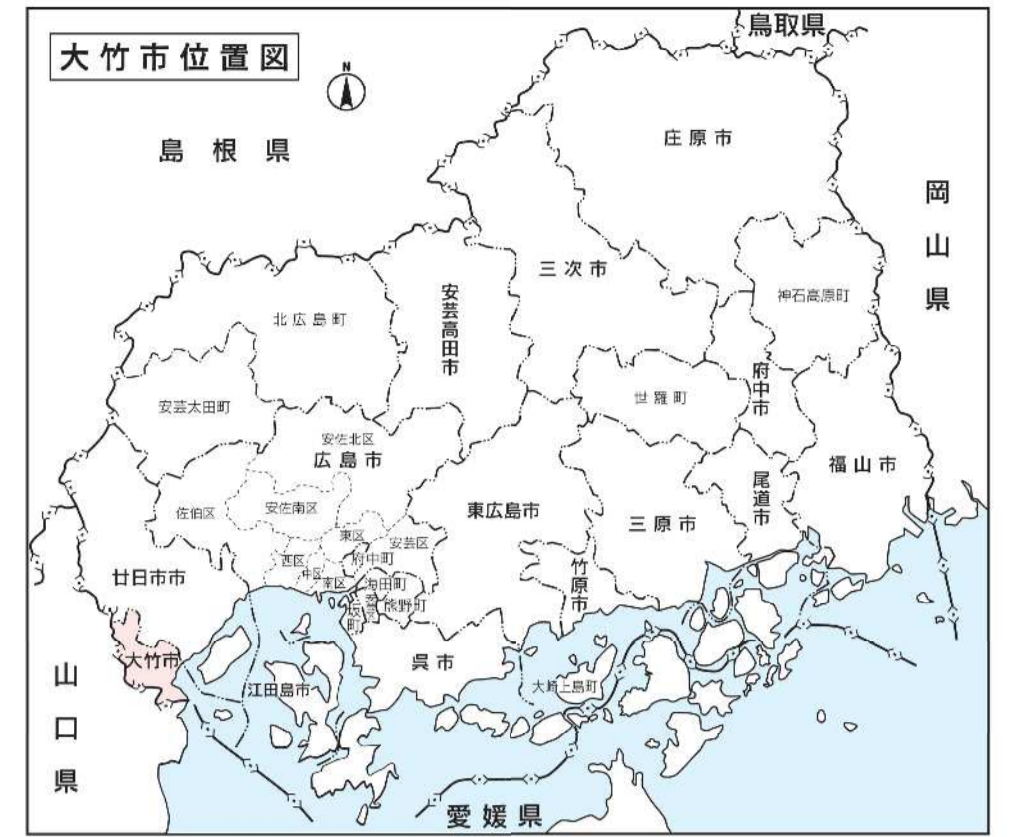 大竹市位置図
N
鳥取県
島根県
庄原市
岡山県
三次市
神石高原町
安芸高田市
北広島町
府中市
世羅町
安芸太田町
安佐北区
広島市
福山市
尾道市
佐伯区
安佐南区
東広島市
三原市
東区
安芸区
西区
府中町
中区
南区
海田町
竹原市
廿日市市
安芸区
熊野町
坂町
大竹市
呉市
山口県
江田島市
大崎上島町
愛媛県